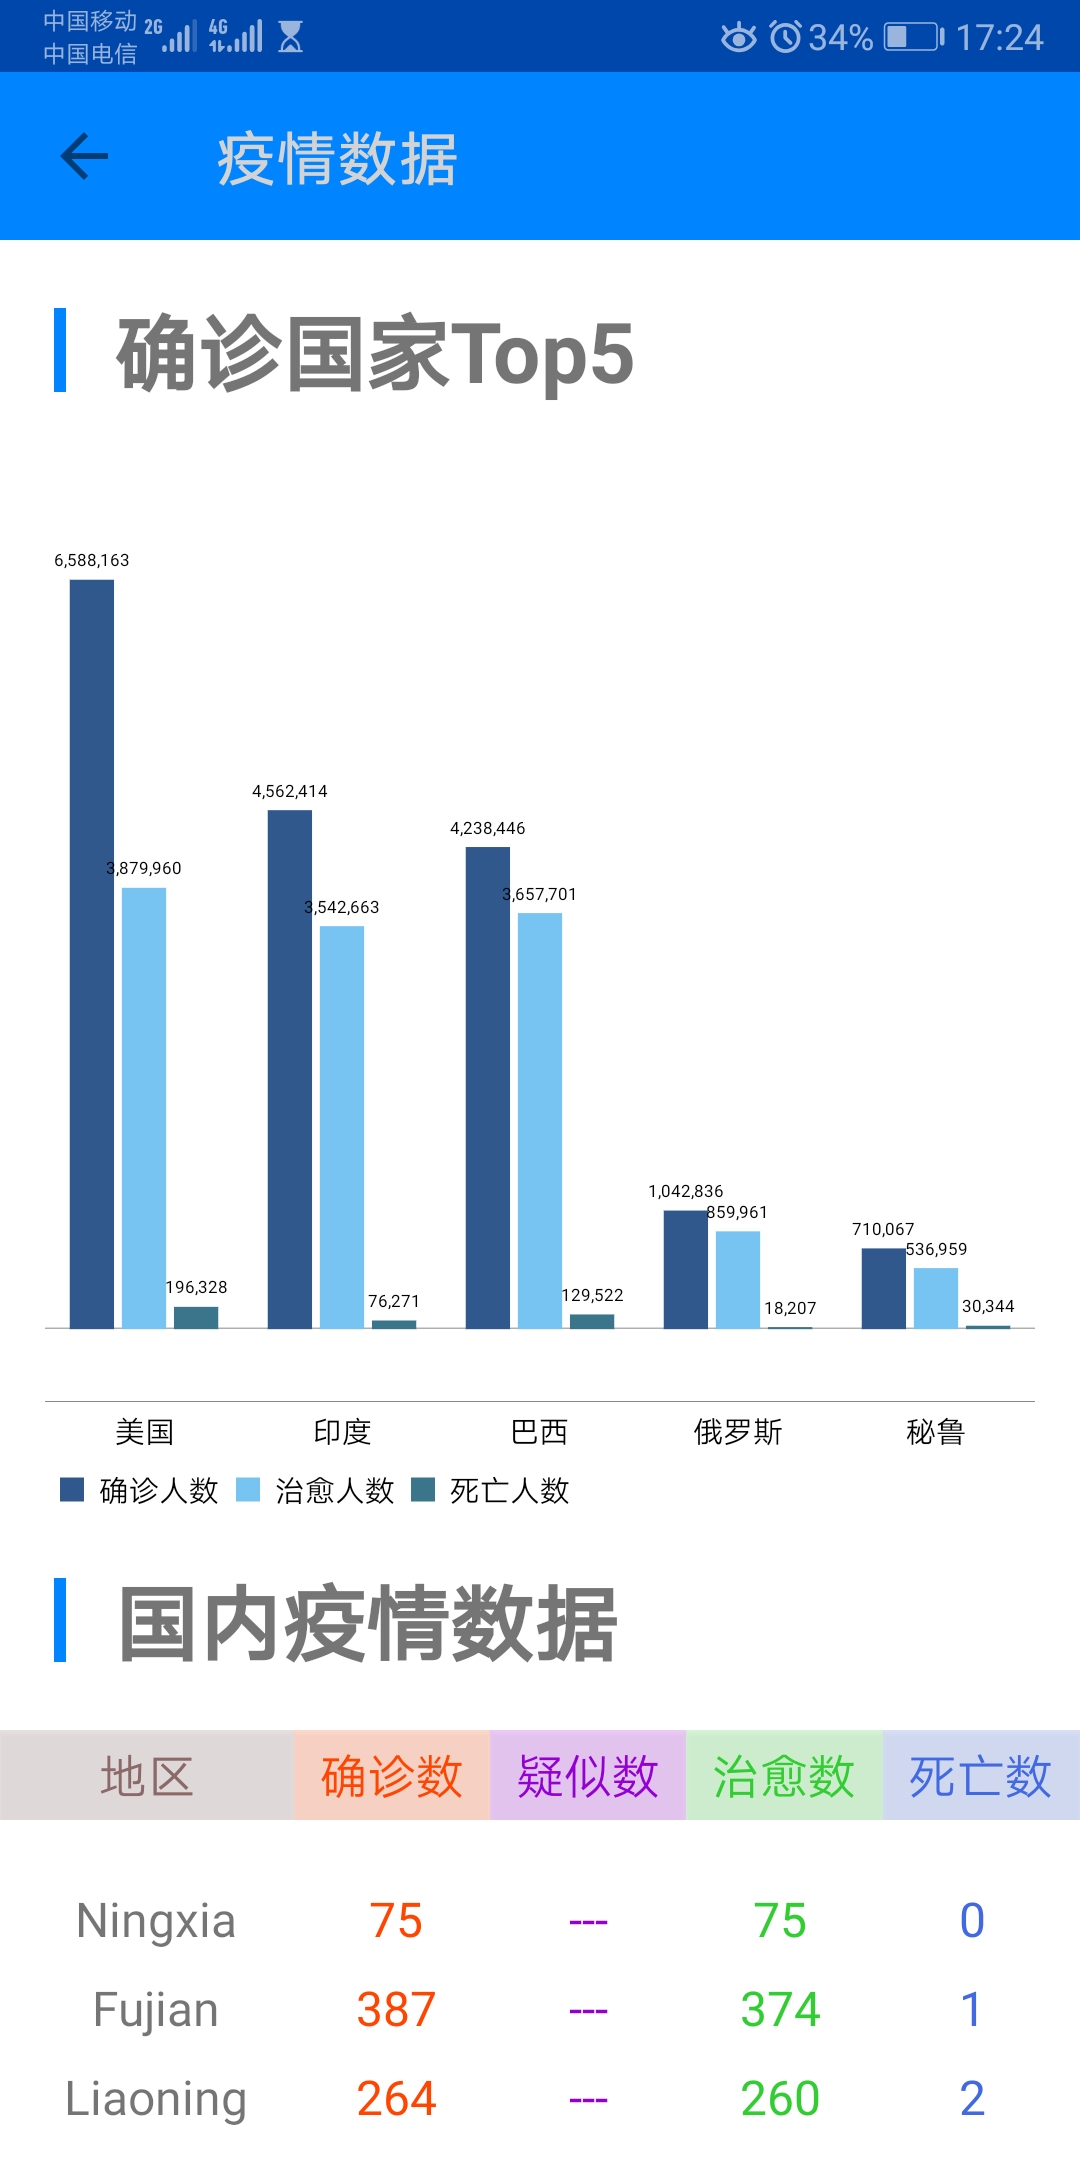 中国移动 2G 4G 34% 17:24
中国电信
疫情数据
确诊国家Top5
6,588,163
4,562,414
4,238,446
3,879,960
3,657,701
3,542,663
1,042,836
859,961
710,067
536,959
196,328
129,522
76,271
18,207
30,344
美国 印度 巴西 俄罗斯 秘鲁
确诊人数 治愈人数 死亡人数
国内疫情数据
地区 确诊数 疑似数 治愈数 死亡数
Ningxia 75 --- 75 0
Fujian 387 --- 374 1
Liaoning 264 --- 260 2